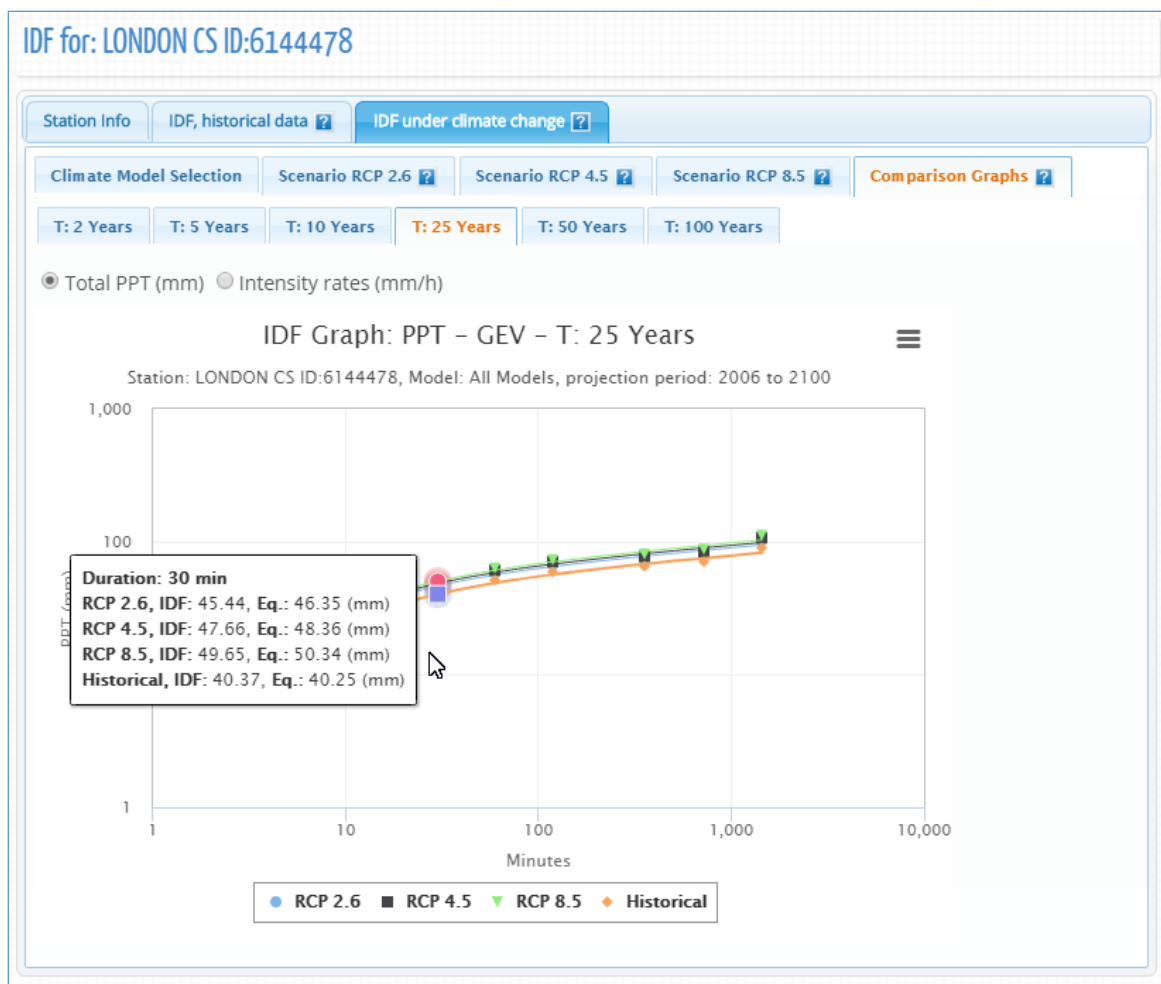 IDF for: LONDON CS ID:6144478
Station Info
IDF, historical data ?
IDF under climate change ?
Climate Model Selection
Scenario RCP 2.6 ?
Scenario RCP 4.5 ?
Scenario RCP 8.5 ?
Comparison Graphs ?
T: 2 Years
T: 5 Years
T: 10 Years
T: 25 Years
T: 50 Years
T: 100 Years
Total PPT (mm)
Intensity rates (mm/h)
IDF Graph: PPT – GEV – T: 25 Years
Station: LONDON CS ID:6144478, Model: All Models, projection period: 2006 to 2100
1,000
100
Duration: 30 min
RCP 2.6, IDF: 45.44, Eq.: 46.35 (mm)
RCP 4.5, IDF: 47.66, Eq.: 48.36 (mm)
RCP 8.5, IDF: 49.65, Eq.: 50.34 (mm)
Historical, IDF: 40.37, Eq.: 40.25 (mm)
1
1
10
100
1,000
10,000
Minutes
RCP 2.6
RCP 4.5
RCP 8.5
Historical